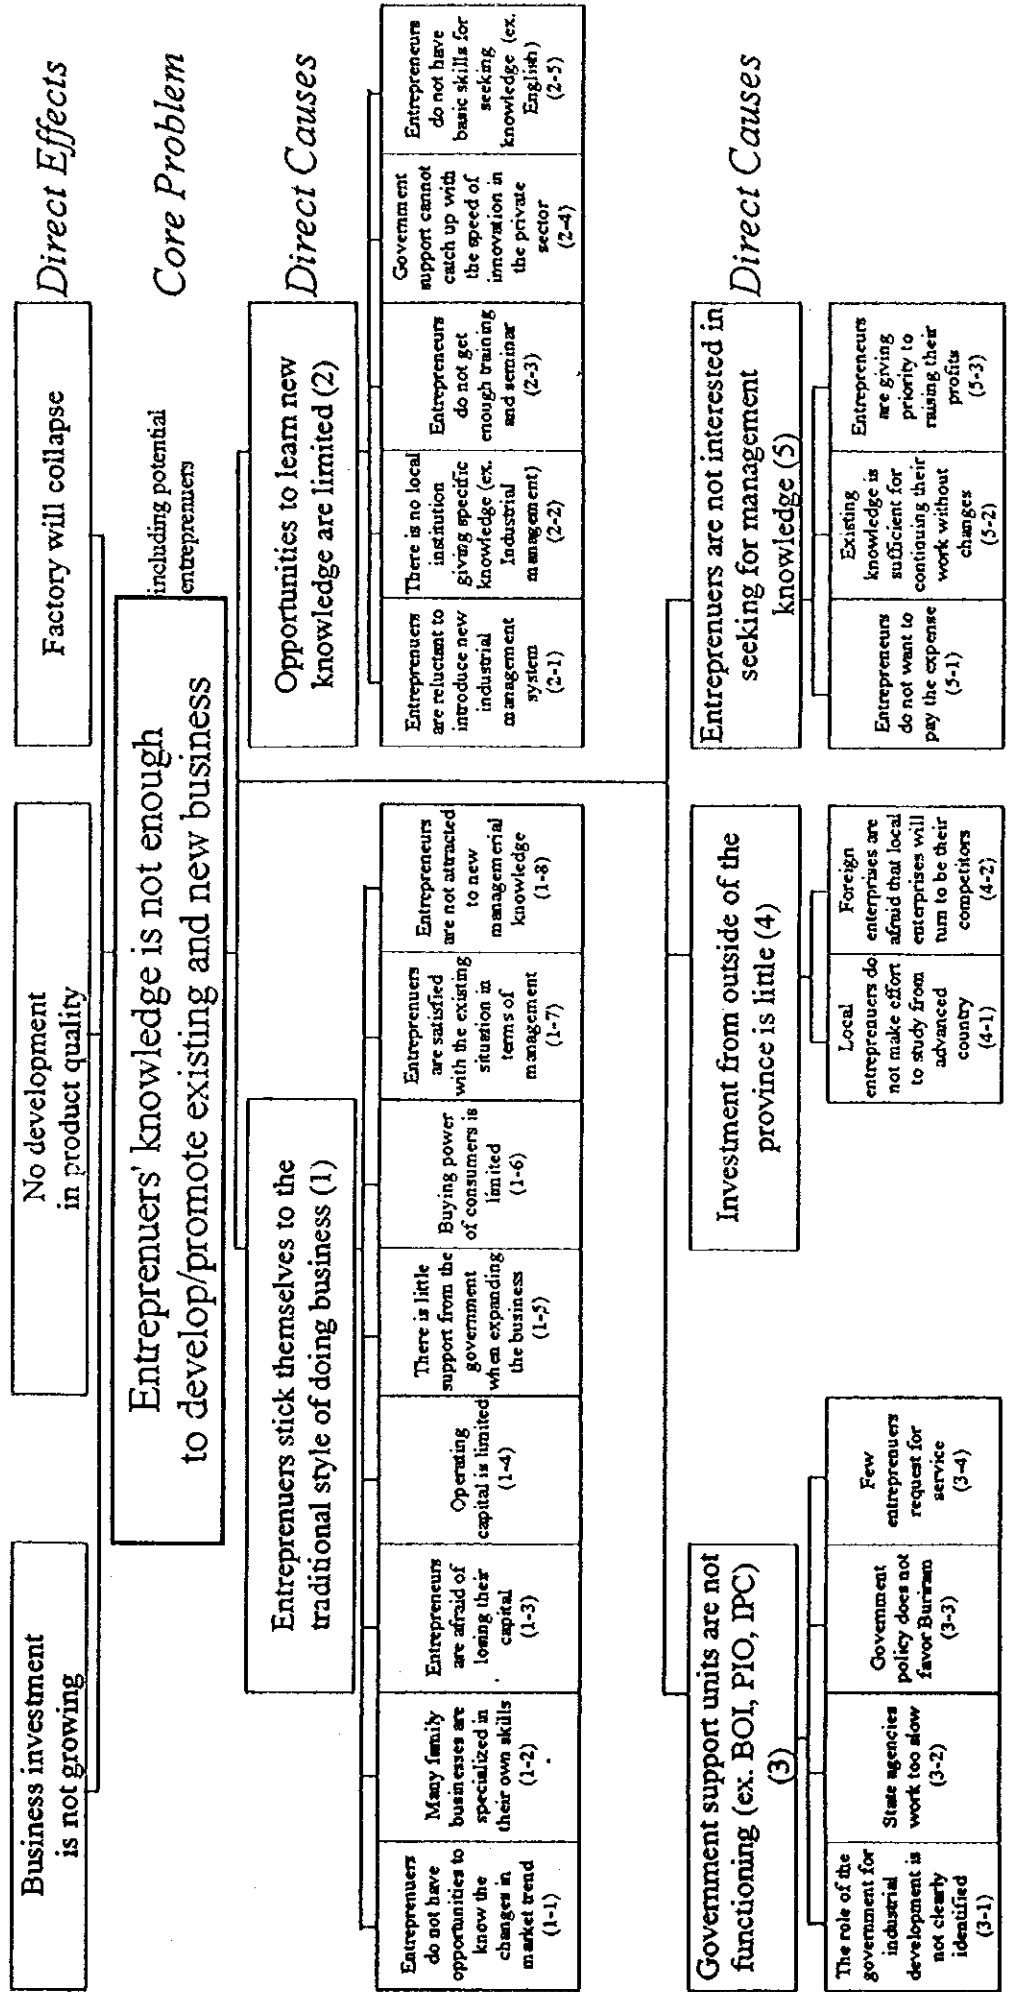 Business investment
is not growing
No development
in product quality
Factory will collapse
Direct Effects
Entreprenuers' knowledge is not enough
to develop/promote existing and new business
including potential
entreprenuers
Core Problem
Entreprenuers stick themselves to the
traditional style of doing business (1)
Opportunities to learn new
knowledge are limited (2)
Direct Causes
Entreprenuers
do not have
opportunities to
know the
changes in
market trend
(1-1)
Many family
businesses are
specialized in
their own skills
(1-2)
Entrepreneurs
are afraid of
losing their
capital
(1-3)
Operating
capital is limited
(1-4)
There is little
support from the
government
when expanding
the business
(1-5)
Buying power
of consumers is
limited
(1-6)
Entreprenuers
are satisfied
with the existing
situation in
terms of
management
(1-7)
Entrepreneurs
are not attracted
to new
managemerial
knowledge
(1-8)
Entreprenuers
are reluctant to
introduce new
industrial
management
system
(2-1)
There is no local
institution
giving specific
knowledge (ex.
Industrial
management)
(2-2)
Entrepreneurs
do not get
enough training
and seminar
(2-3)
Government
support cannot
catch up with
the speed of
innovation in
the private
sector
(2-4)
Entrepreneurs
do not have
basic skills for
seeking
knowledge (ex.
English)
(2-5)
Government support units are not
functioning (ex. BOI, PIO, IPC)
(3)
Investment from outside of the
province is little (4)
Entreprenuers are not interested in
seeking for management
knowledge (5)
Direct Causes
The role of the
government for
industrial
development is
not clearly
identified
(3-1)
State agencies
work too slow
(3-2)
Government
policy does not
favor Buriram
(3-3)
Few
entreprenuers
request for
service
(3-4)
Local
entreprenuers do
not make effort
to study from
advanced
country
(4-1)
Foreign
enterprises are
afraid that local
enterprises will
turn to be their
competitors
(4-2)
Entrepreneurs
do not want to
pay the expense
(5-1)
Existing
knowledge is
sufficient for
continuing their
work without
changes
(5-2)
Entrepreneurs
are giving
priority to
raising their
profits
(5-3)